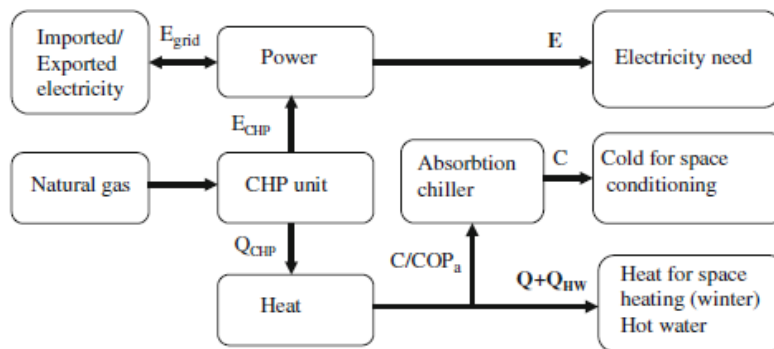 Imported/
Exported
electricity
E_grid
Power
E
Electricity need
E_CHP
Natural gas
CHP unit
Absorbtion
chiller
C
Cold for space
conditioning
Q_CHP
C/COP_a
Heat
Q+Q_HW
Heat for space
heating (winter)
Hot water